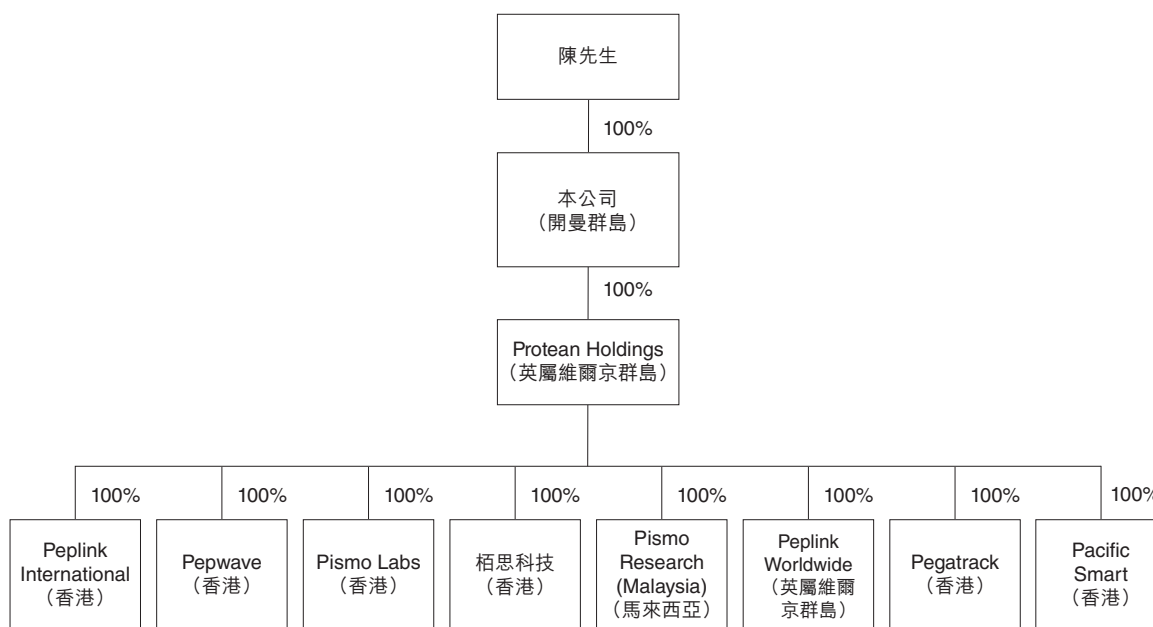 陳先生
100%
本公司
（開曼群島）
100%
Protean Holdings
（英屬維爾京群島）
100%
100%
100%
100%
100%
100%
100%
100%
Peplink
International
（香港）
Pepwave
（香港）
Pismo Labs
（香港）
栢思科技
（香港）
Pismo
Research
(Malaysia)
（馬來西亞）
Peplink
Worldwide
（英屬維爾
京群島）
Pegatrack
（香港）
Pacific
Smart
（香港）